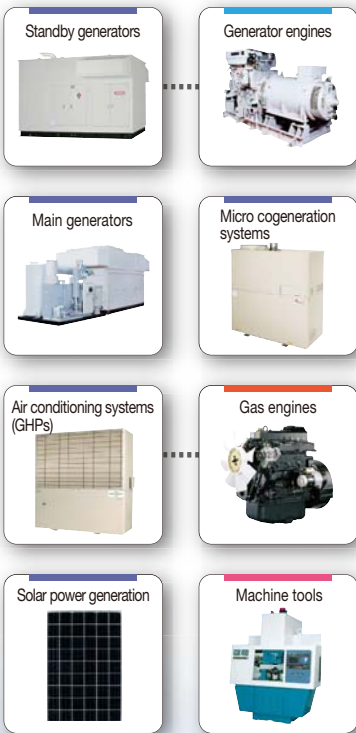 Standby generators
Generator engines
Main generators
Micro cogeneration
systems
Air conditioning systems
(GHPs)
Gas engines
Solar power generation
Machine tools